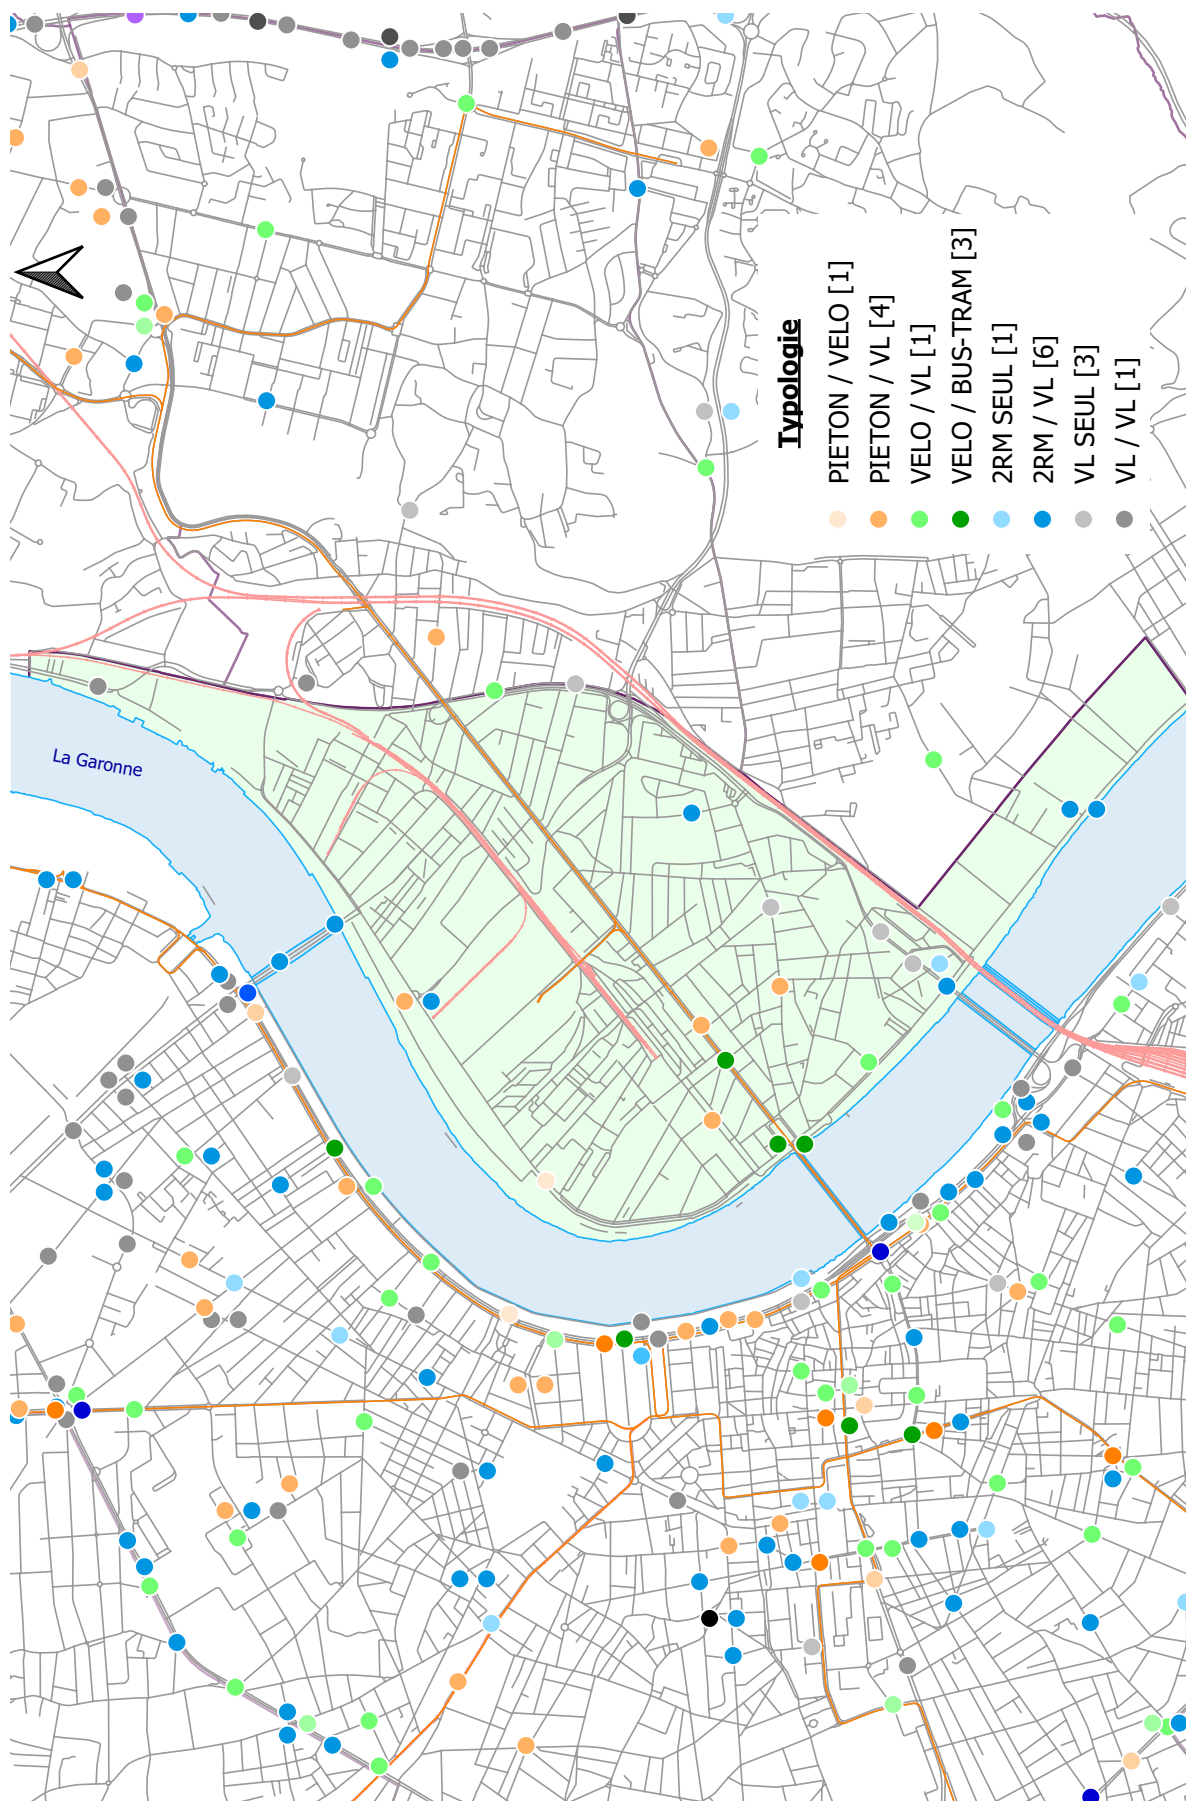 La Garonne
Typologie
PIETON / VELO [1]
PIETON / VL [4]
VELO / VL [1]
VELO / BUS-TRAM [3]
2RM SEUL [1]
2RM / VL [6]
VL SEUL [3]
VL / VL [1]